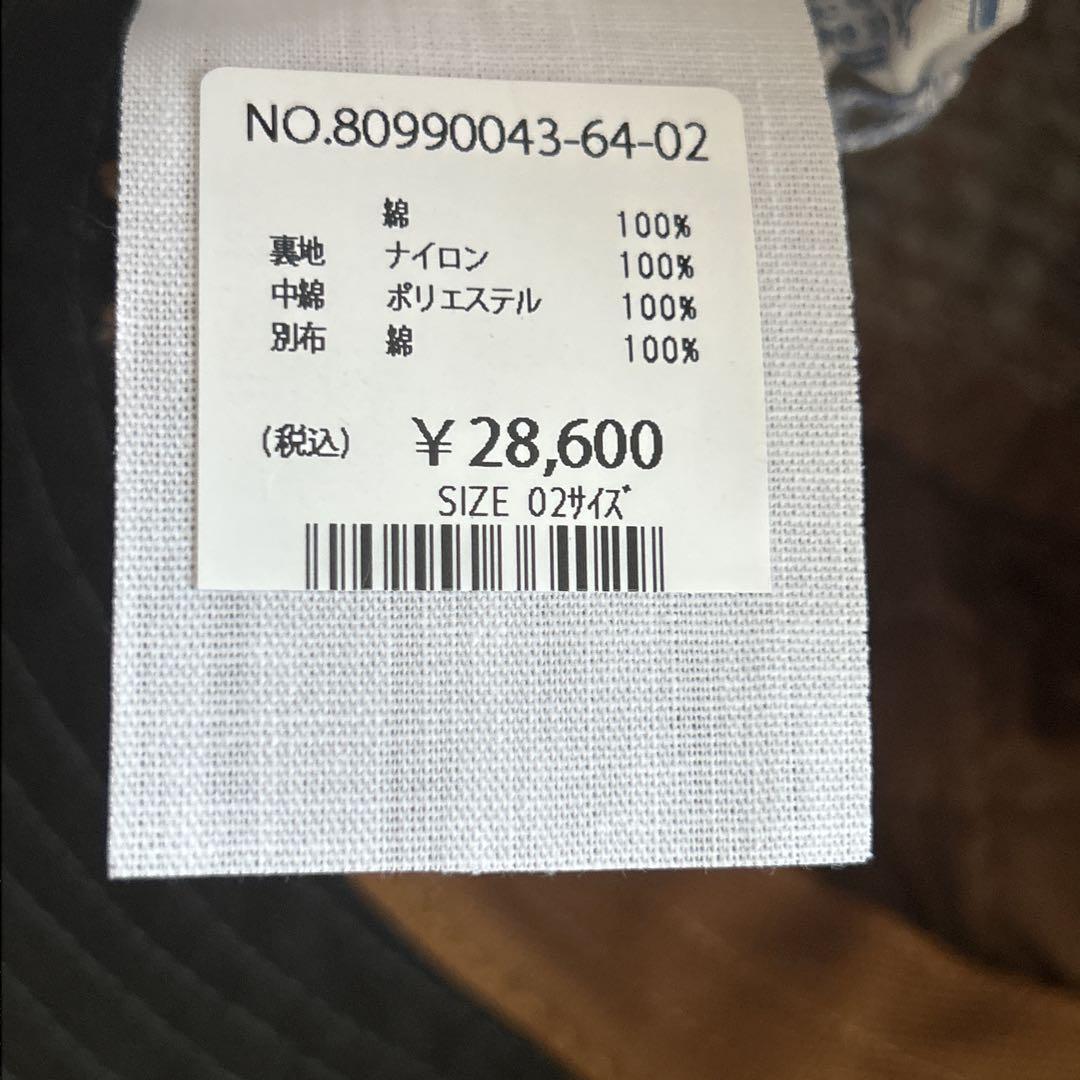 NO.80990043-64-02
綿 100%
裏地 ナイロン 100%
中綿 ポリエステル 100%
別布 綿 100%
(税込) ¥28,600
SIZE 02ｻｲｽﾞ